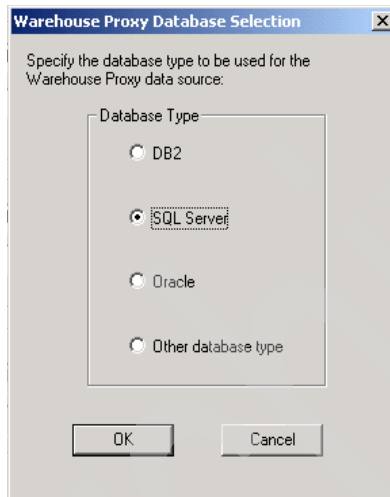 Warehouse Proxy Database Selection
Specify the database type to be used for the
Warehouse Proxy data source:
Database Type
DB2
SQL Server
Oracle
Other database type
OK
Cancel